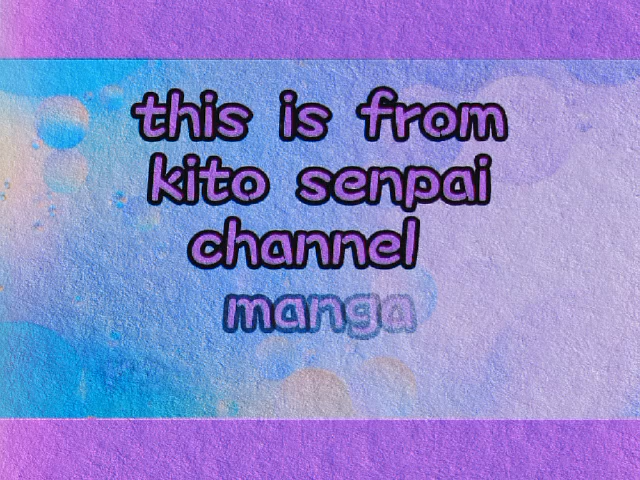 this is from
kito senpai
channel
manga